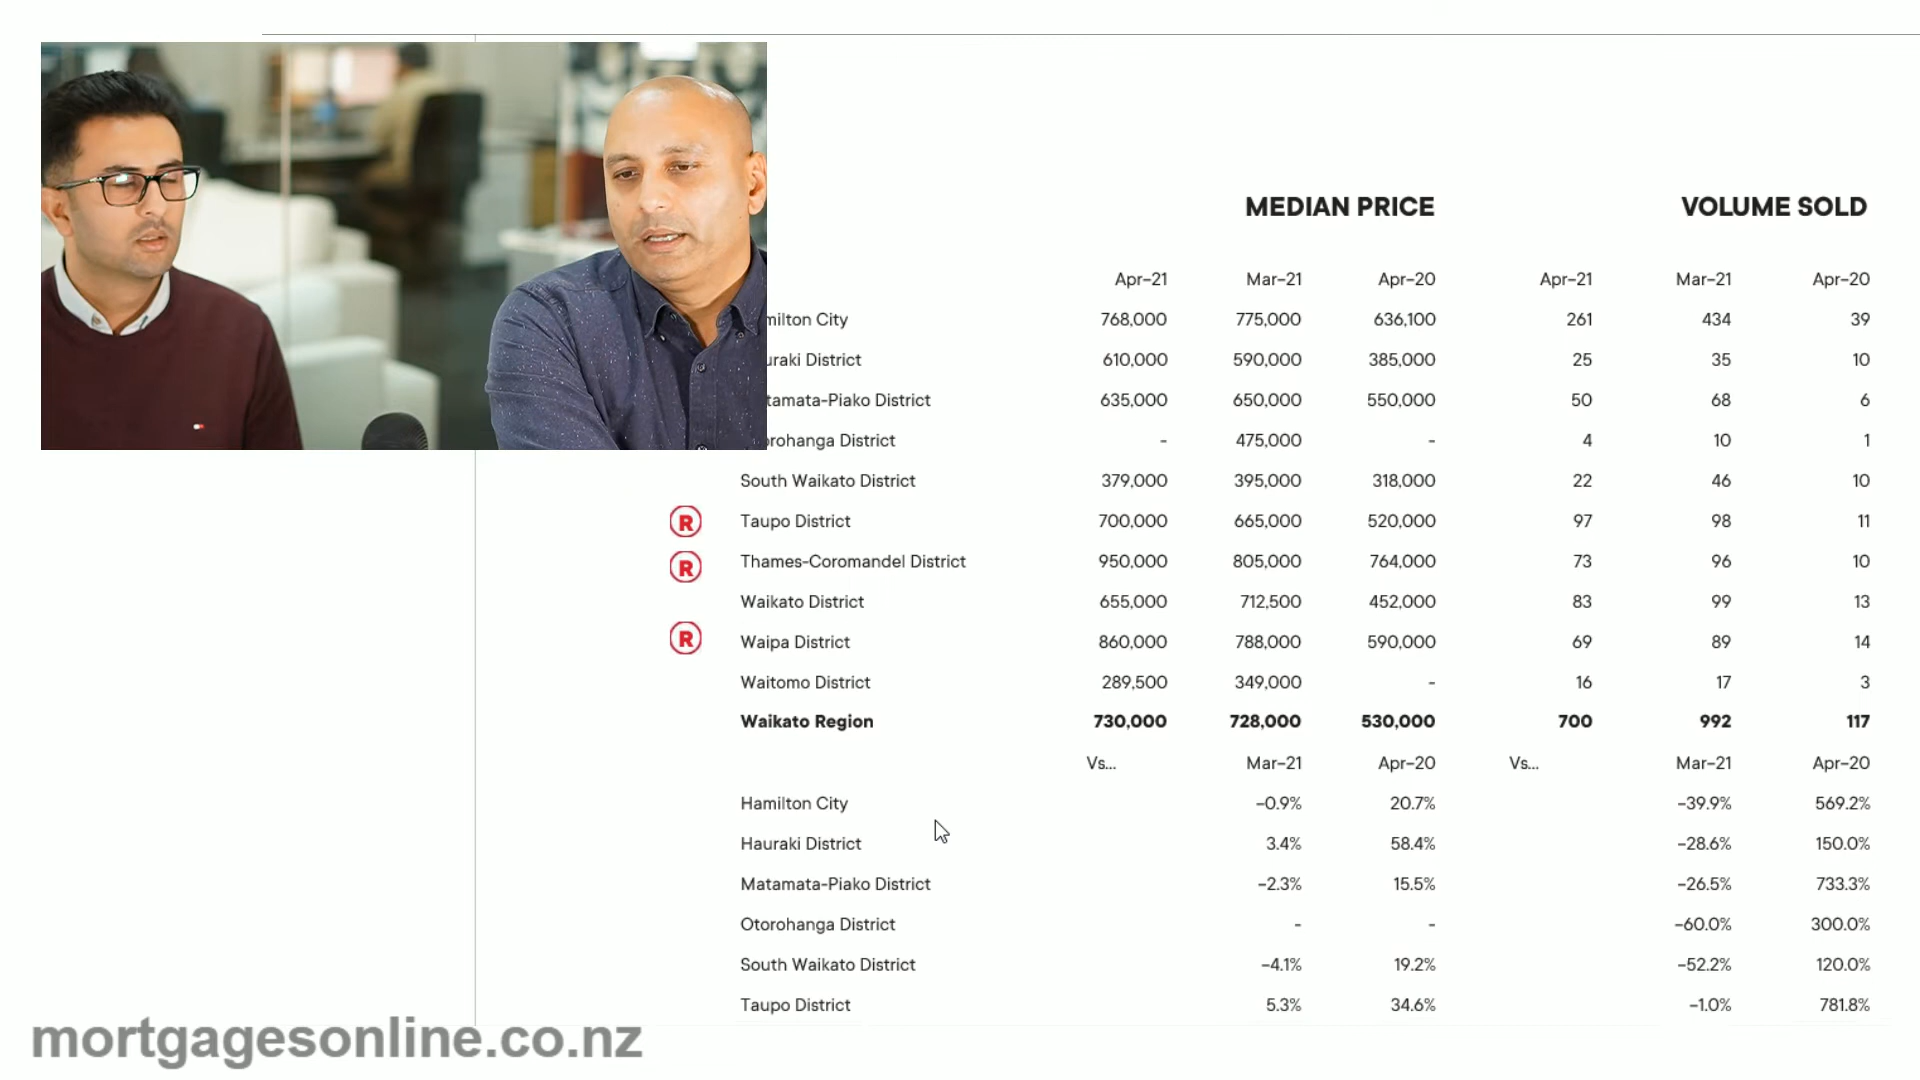 MEDIAN PRICE VOLUME SOLD
Apr-21 Mar-21 Apr-20 Apr-21 Mar-21 Apr-20
milton City 768,000 775,000 636,100 261 434 39
uraki District 610,000 590,000 385,000 25 35 10
tamata-Piako District 635,000 650,000 550,000 50 68 6
orohanga District - 475,000 - 4 10 1
South Waikato District 379,000 395,000 318,000 22 46 10
R Taupo District 700,000 665,000 520,000 97 98 11
R Thames-Coromandel District 950,000 805,000 764,000 73 96 10
Waikato District 655,000 712,500 452,000 83 99 13
R Waipa District 860,000 788,000 590,000 69 89 14
Waitomo District 289,500 349,000 - 16 17 3
Waikato Region 730,000 728,000 530,000 700 992 117
Vs... Mar-21 Apr-20 Vs... Mar-21 Apr-20
Hamilton City -0.9% 20.7% -39.9% 569.2%
Hauraki District 3.4% 58.4% -28.6% 150.0%
Matamata-Piako District -2.3% 15.5% -26.5% 733.3%
Otorohanga District - - -60.0% 300.0%
South Waikato District -4.1% 19.2% -52.2% 120.0%
Taupo District 5.3% 34.6% -1.0% 781.8%
mortgagesonline.co.nz